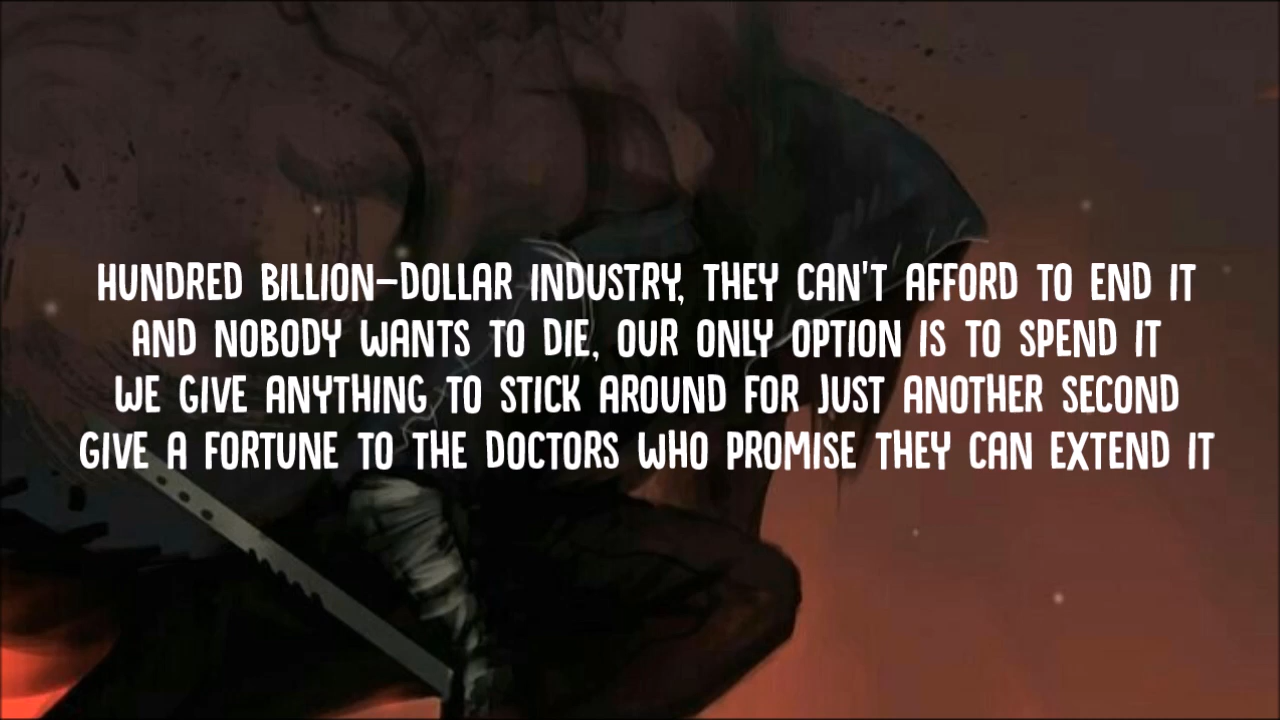 HUNDRED BILLION-DOLLAR INDUSTRY, THEY CAN'T AFFORD TO END IT
AND NOBODY WANTS TO DIE, OUR ONLY OPTION IS TO SPEND IT
WE GIVE ANYTHING TO STICK AROUND FOR JUST ANOTHER SECOND
GIVE A FORTUNE TO THE DOCTORS WHO PROMISE THEY CAN EXTEND IT